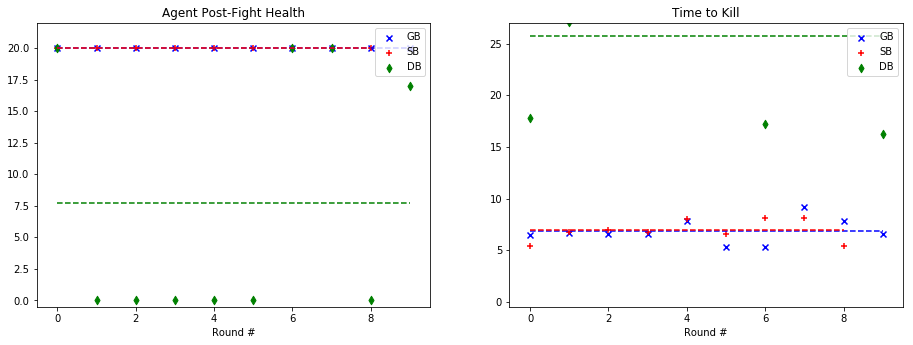 Agent Post-Fight Health
20.0
17.5
15.0
12.5
10.0
7.5
5.0
2.5
0.0
0 2 4 6 8
Round #
GB
SB
DB
Time to Kill
25
20
15
10
5
0
0 2 4 6 8
Round #
GB
SB
DB